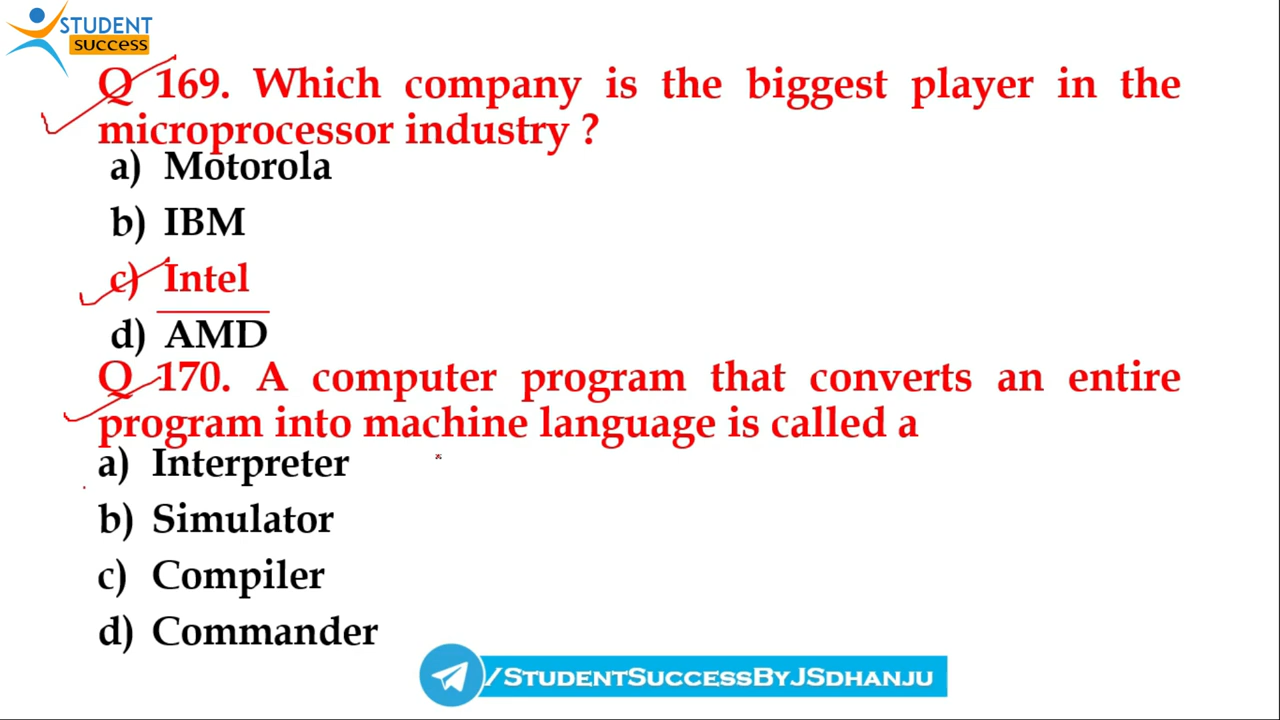 STUDENT
SUCCESS
Q 169. Which company is the biggest player in the
microprocessor industry ?
a) Motorola
b) IBM
c) Intel
d) AMD
Q 170. A computer program that converts an entire
program into machine language is called a
a) Interpreter
b) Simulator
c) Compiler
d) Commander
/StudentSuccessByJSdhanju